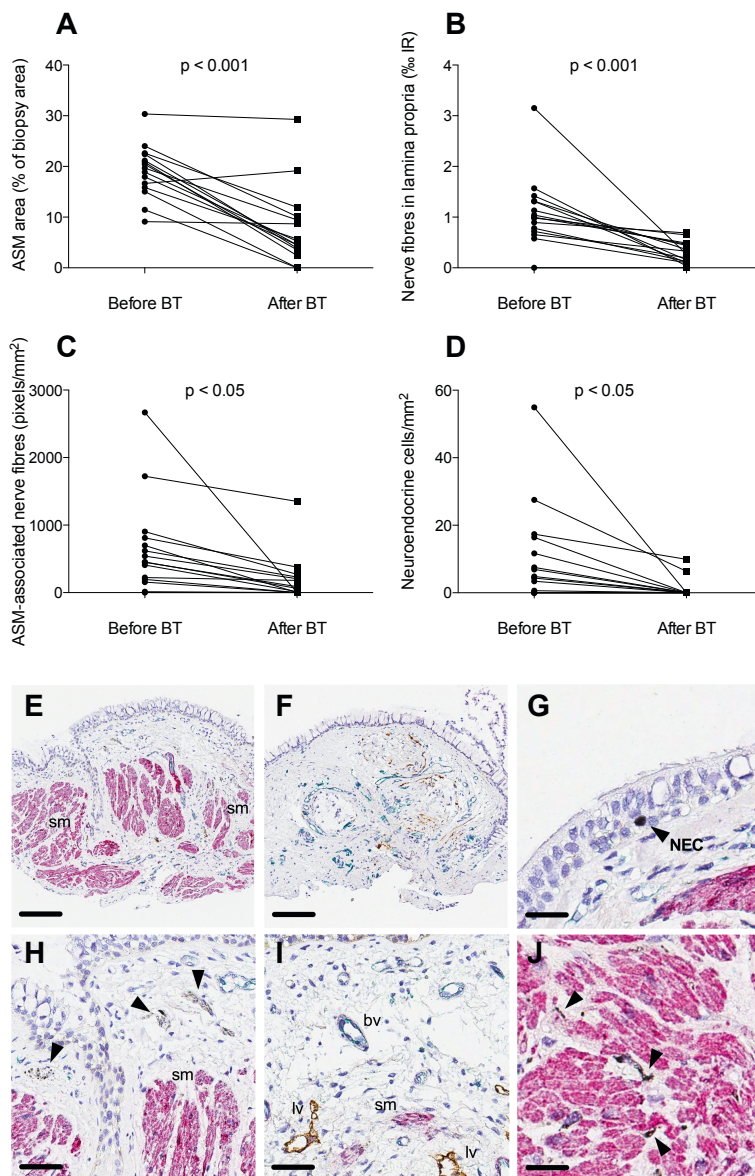 A
p < 0.001
ASM area (% of biopsy area)
40
30
20
10
0
Before BT
After BT
B
p < 0.001
Nerve fibres in lamina propria (‰ IR)
4
3
2
1
0
Before BT
After BT
C
p < 0.05
ASM-associated nerve fibres (pixels/mm²)
3000
2000
1000
0
Before BT
After BT
D
p < 0.05
Neuroendocrine cells/mm²
60
40
20
0
Before BT
After BT
E
sm
sm
F
G
NEC
H
sm
I
bv
sm
lv
lv
J